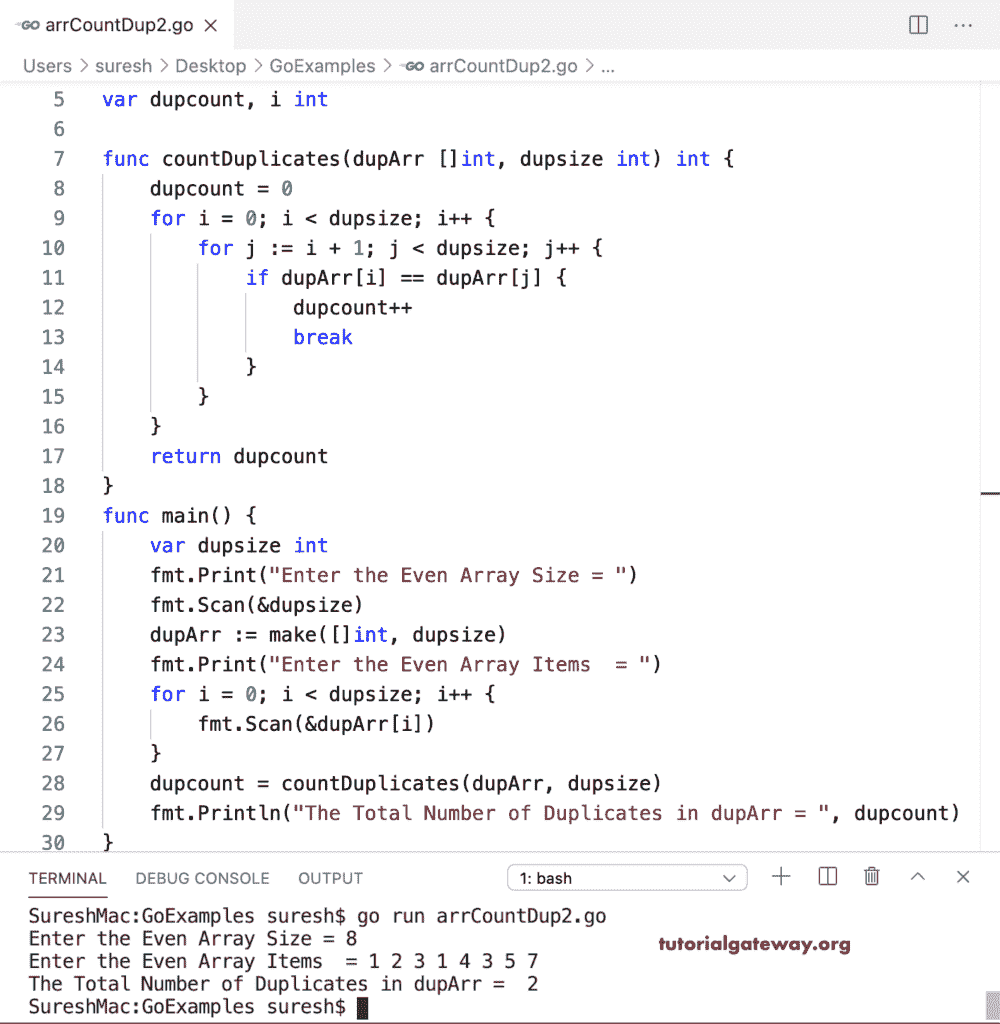 GO arrCountDup2.go ×
Users > suresh > Desktop > GoExamples > GO arrCountDup2.go > ...
5 var dupcount, i int
6
7 func countDuplicates(dupArr []int, dupsize int) int {
8     dupcount = 0
9     for i = 0; i < dupsize; i++ {
10         for j := i + 1; j < dupsize; j++ {
11             if dupArr[i] == dupArr[j] {
12                 dupcount++
13                 break
14             }
15         }
16     }
17     return dupcount
18 }
19 func main() {
20     var dupsize int
21     fmt.Print("Enter the Even Array Size = ")
22     fmt.Scan(&dupsize)
23     dupArr := make([]int, dupsize)
24     fmt.Print("Enter the Even Array Items  = ")
25     for i = 0; i < dupsize; i++ {
26         fmt.Scan(&dupArr[i])
27     }
28     dupcount = countDuplicates(dupArr, dupsize)
29     fmt.Println("The Total Number of Duplicates in dupArr = ", dupcount)
30 }
TERMINAL DEBUG CONSOLE OUTPUT 1: bash
SureshMac:GoExamples suresh$ go run arrCountDup2.go
Enter the Even Array Size = 8
tutorialgateway.org
Enter the Even Array Items  = 1 2 3 1 4 3 5 7
The Total Number of Duplicates in dupArr =  2
SureshMac:GoExamples suresh$